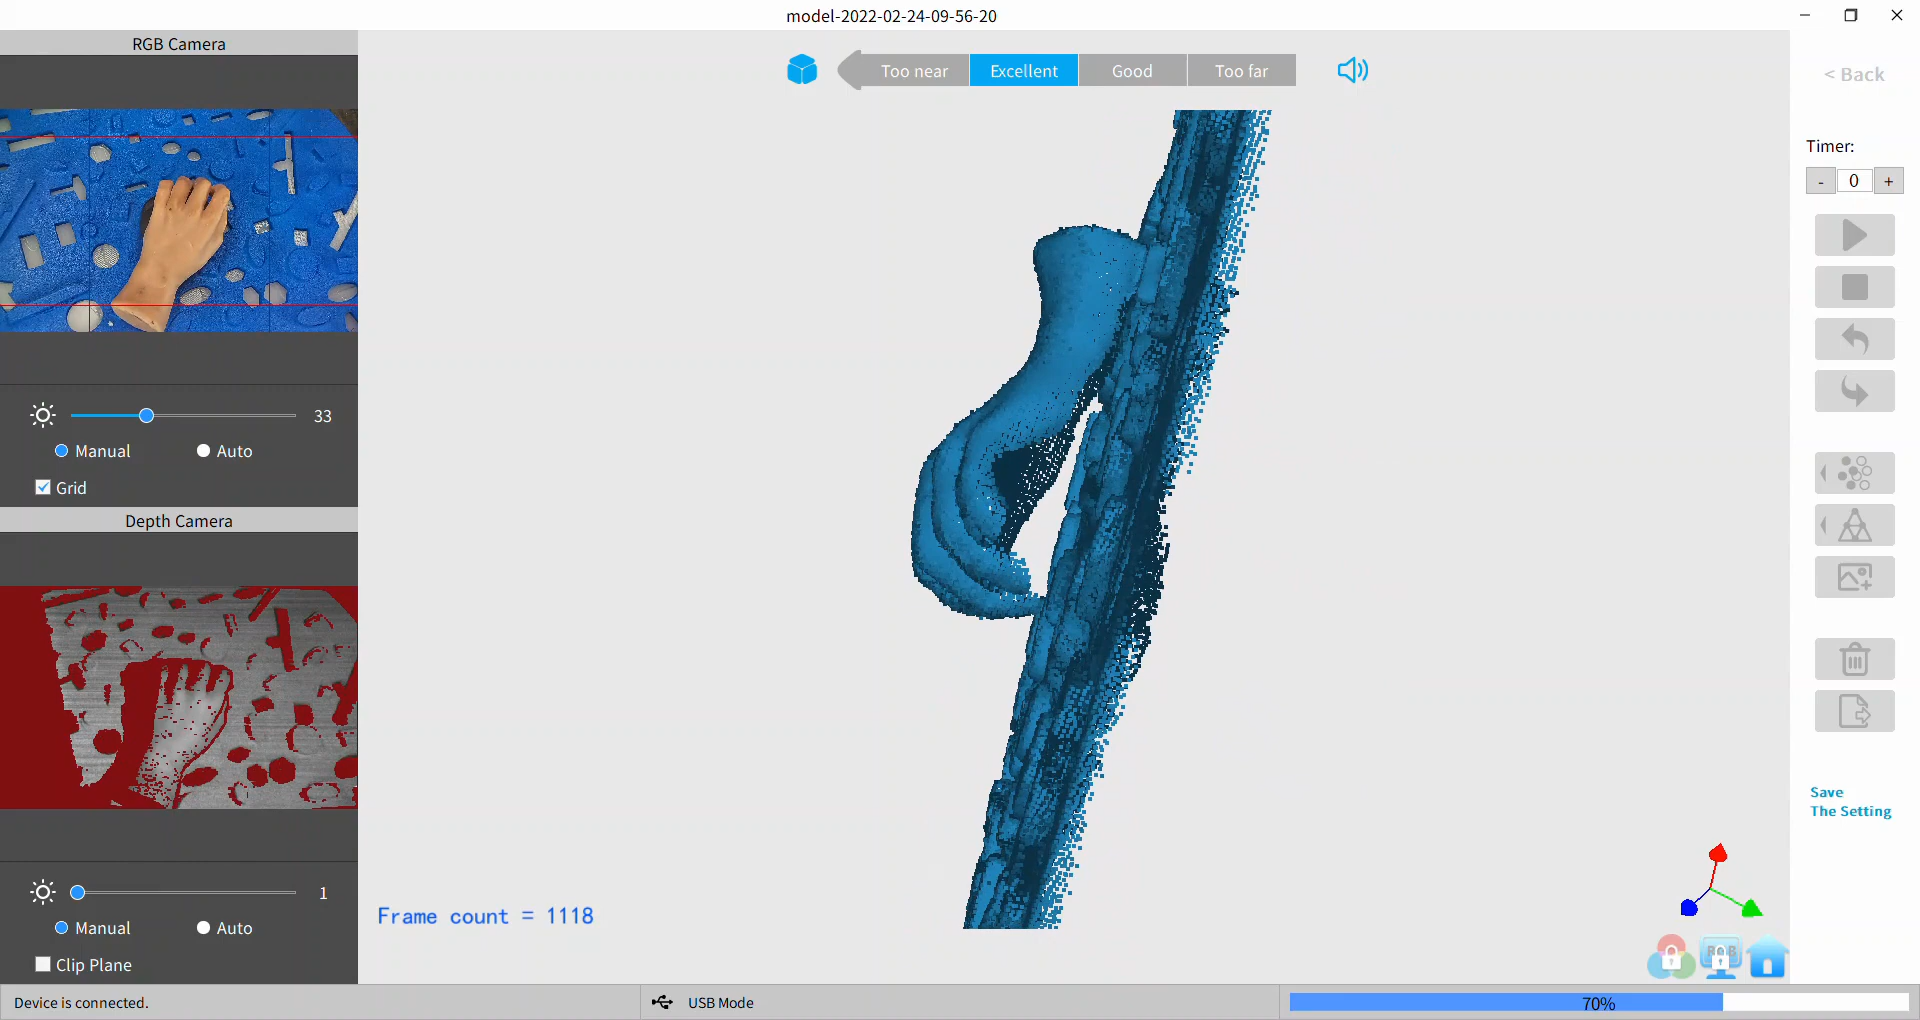 model-2022-02-24-09-56-20
RGB Camera
Too near
Excellent
Good
Too far
< Back
Timer:
- 0 +
33
Manual
Auto
Grid
Depth Camera
Save
The Setting
1
Manual
Auto
Clip Plane
Frame count = 1118
RGB
Device is connected.
USB Mode
70%